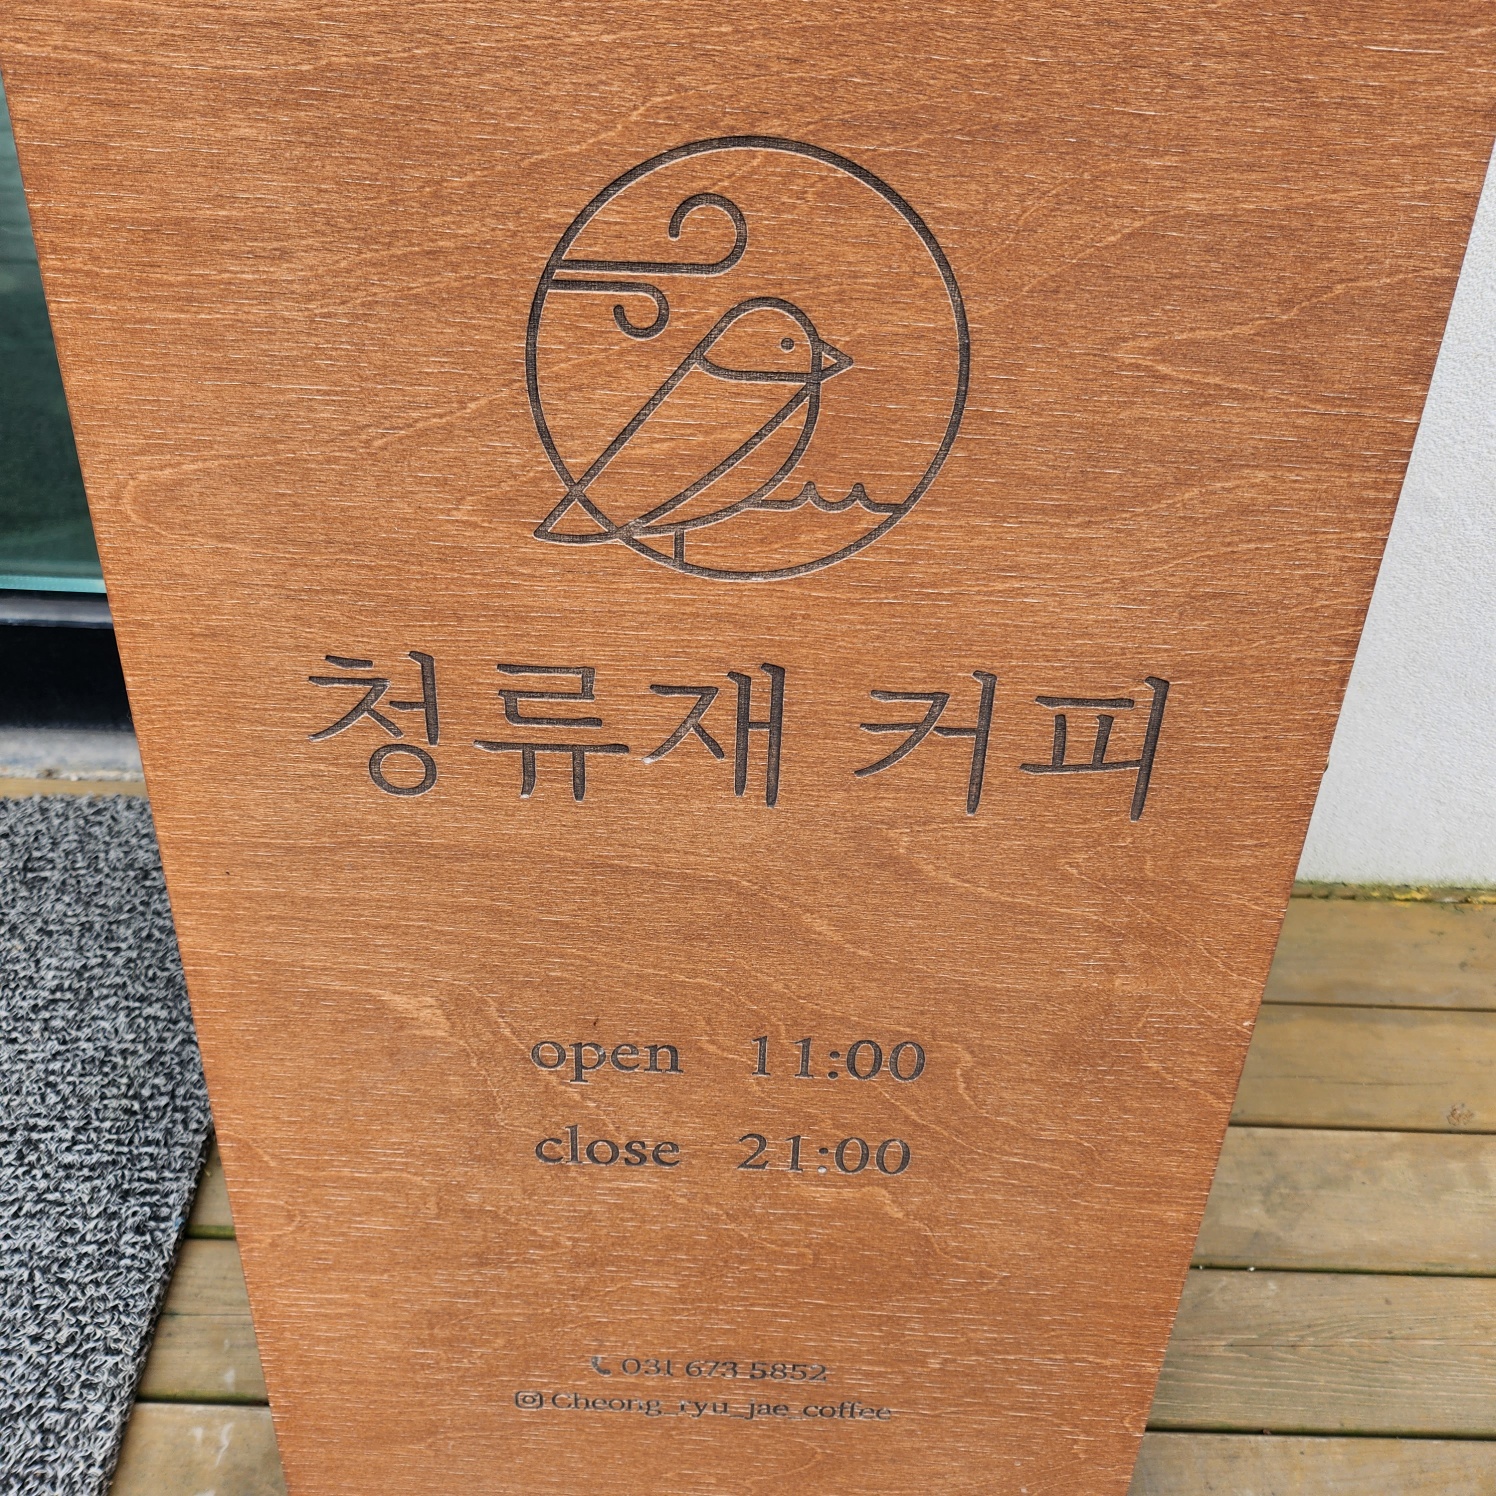 청류재 커피
open 11:00
close 21:00
031 673 5852
Cheong_ryu_jae_coffee